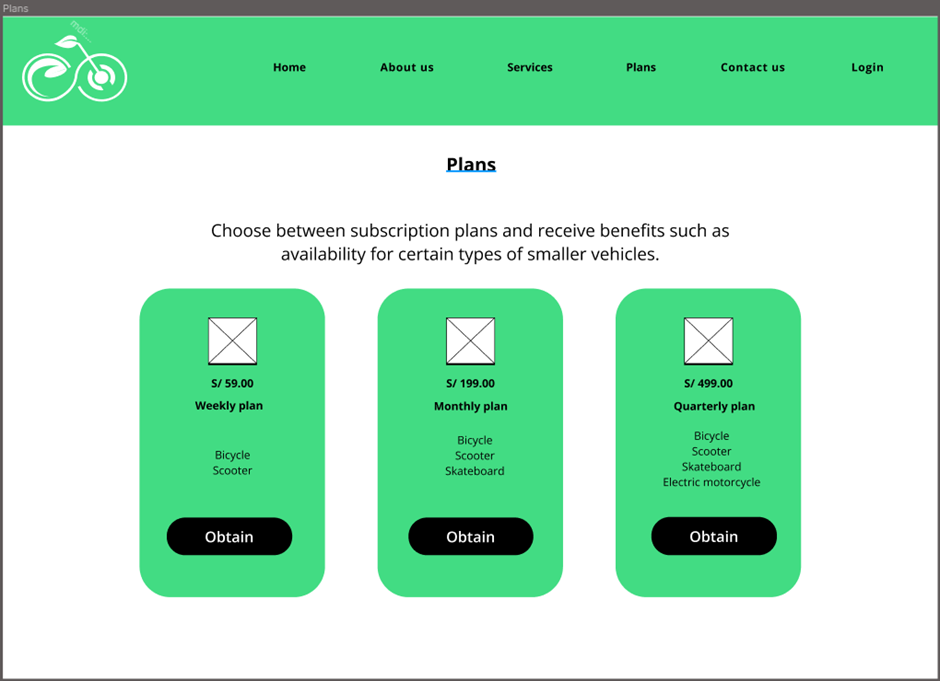 Plans
Home About us Services Plans Contact us Login
Plans
Choose between subscription plans and receive benefits such as
availability for certain types of smaller vehicles.
S/ 59.00
Weekly plan
Bicycle
Scooter
Obtain
S/ 199.00
Monthly plan
Bicycle
Scooter
Skateboard
Obtain
S/ 499.00
Quarterly plan
Bicycle
Scooter
Skateboard
Electric motorcycle
Obtain